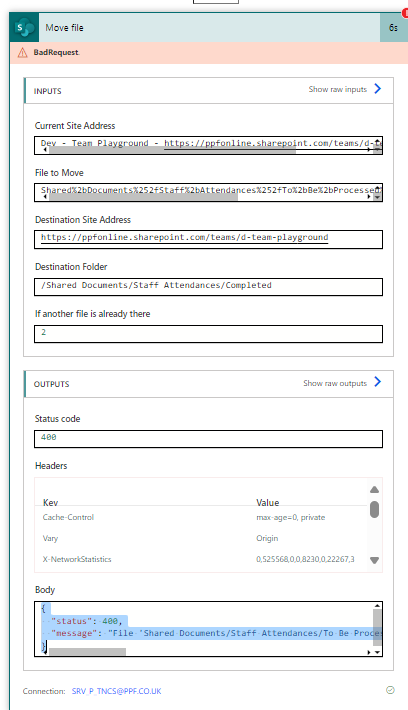 S
Move file
6s
BadRequest.
INPUTS
Show raw inputs
Current Site Address
Dev - Team Playground - https://ppfonline.sharepoint.com/teams/d-te
File to Move
Shared%2bDocuments%252fStaff%2bAttendances%252fTo%2bBe%2bProcessed
Destination Site Address
https://ppfonline.sharepoint.com/teams/d-team-playground
Destination Folder
/Shared Documents/Staff Attendances/Completed
If another file is already there
2
OUTPUTS
Show raw outputs
Status code
400
Headers
Key Value
Cache-Control max-age=0, private
Vary Origin
X-NetworkStatistics 0,525568,0,0,8230,0,22267,3
Body
{
"status": 400,
"message": "File 'Shared Documents/Staff Attendances/To Be Proces
}
Connection: SRV_P_TNCS@PPF.CO.UK